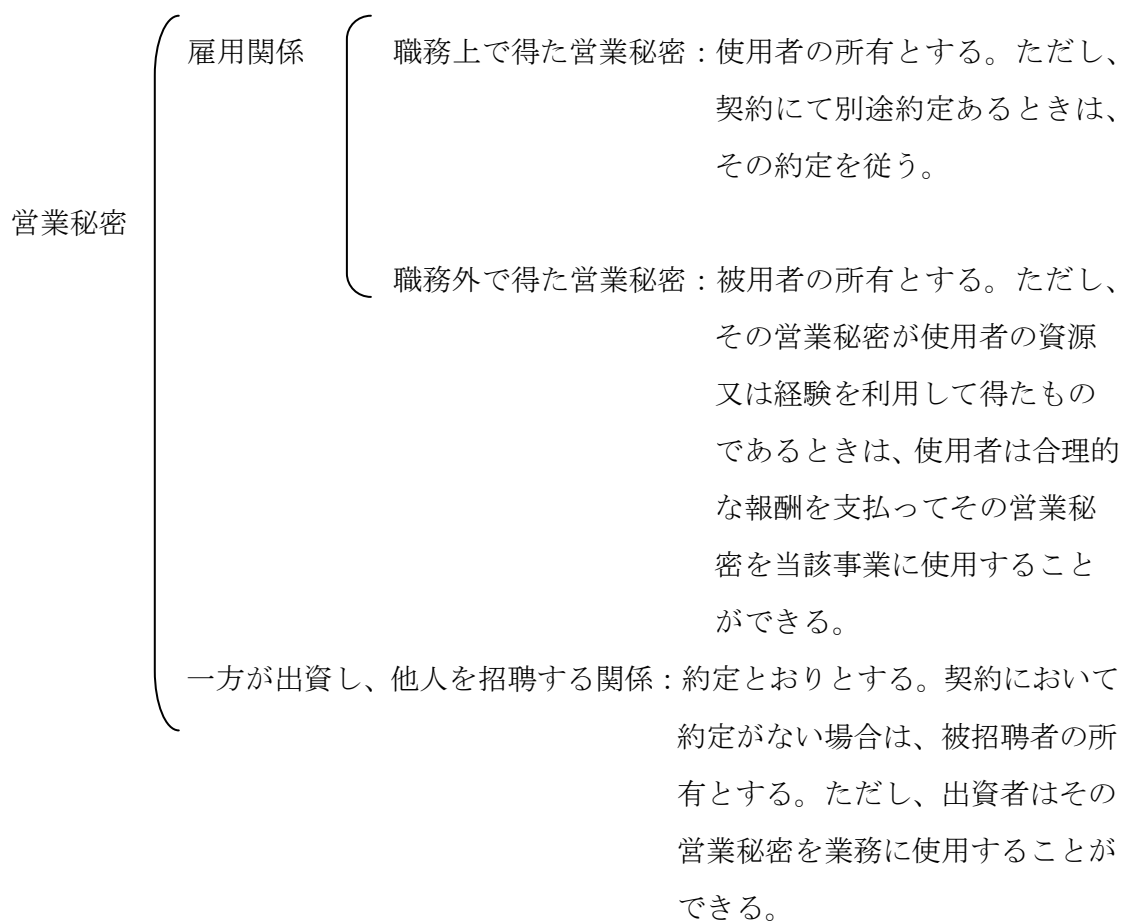 雇用関係 職務上で得た営業秘密：使用者の所有とする。ただし、
契約にて別途約定あるときは、
その約定を従う。
営業秘密
職務外で得た営業秘密：被用者の所有とする。ただし、
その営業秘密が使用者の資源
又は経験を利用して得たもの
であるときは、使用者は合理的
な報酬を支払ってその営業秘
密を当該事業に使用すること
ができる。
一方が出資し、他人を招聘する関係：約定とおりとする。契約において
約定がない場合は、被招聘者の所
有とする。ただし、出資者はその
営業秘密を業務に使用することが
できる。